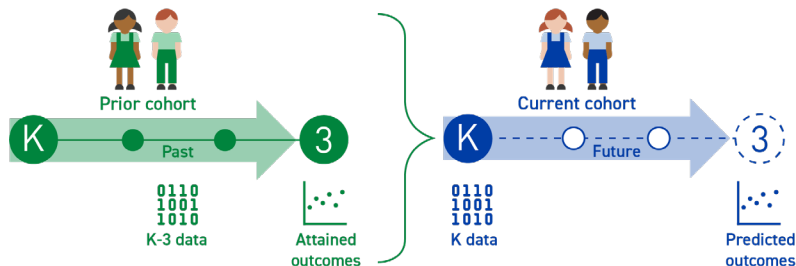 Prior cohort
K
3
Past
0110
1001
1010
K-3 data
Attained
outcomes
Current cohort
K
3
Future
0110
1001
1010
K data
Predicted
outcomes